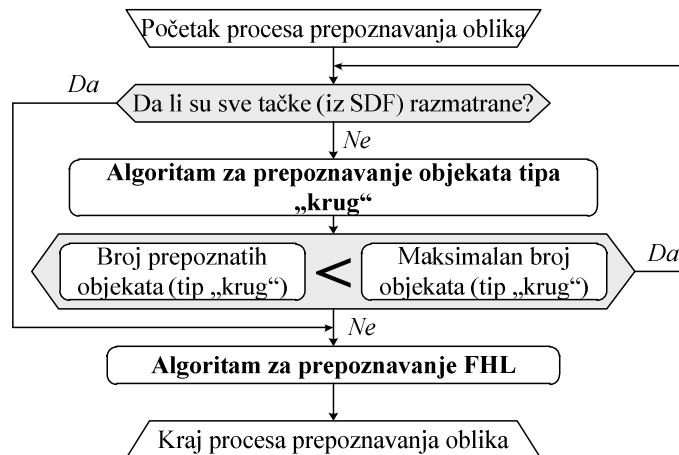 Početak procesa prepoznavanja oblika
Da
Da li su sve tačke (iz SDF) razmatrane?
Ne
Algoritam za prepoznavanje objekata tipa
„krug“
Broj prepoznatih
objekata (tip „krug“)
<
Maksimalan broj
objekata (tip „krug“)
Da
Ne
Algoritam za prepoznavanje FHL
Kraj procesa prepoznavanja oblika